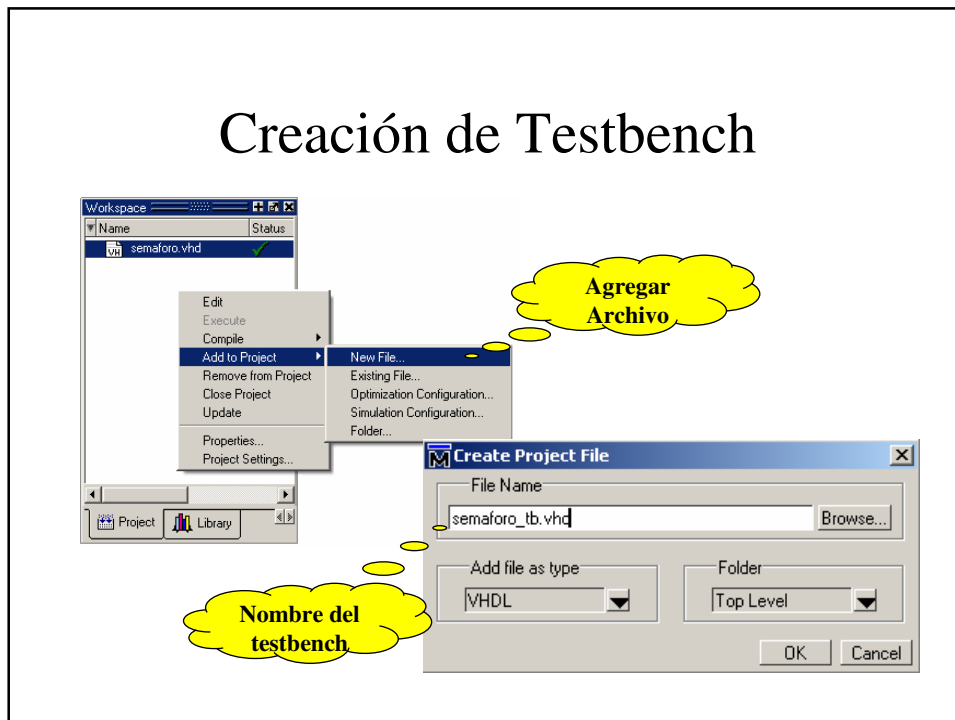 Creación de Testbench
Workspace
Name Status
semaforo.vhd
Edit
Execute
Compile
Add to Project
Remove from Project
Close Project
Update
Properties...
Project Settings...
New File...
Existing File...
Optimization Configuration...
Simulation Configuration...
Folder...
Agregar
Archivo
Project Library
Create Project File
File Name
semaforo_tb.vhd Browse...
Add file as type Folder
VHDL Top Level
OK Cancel
Nombre del
testbench